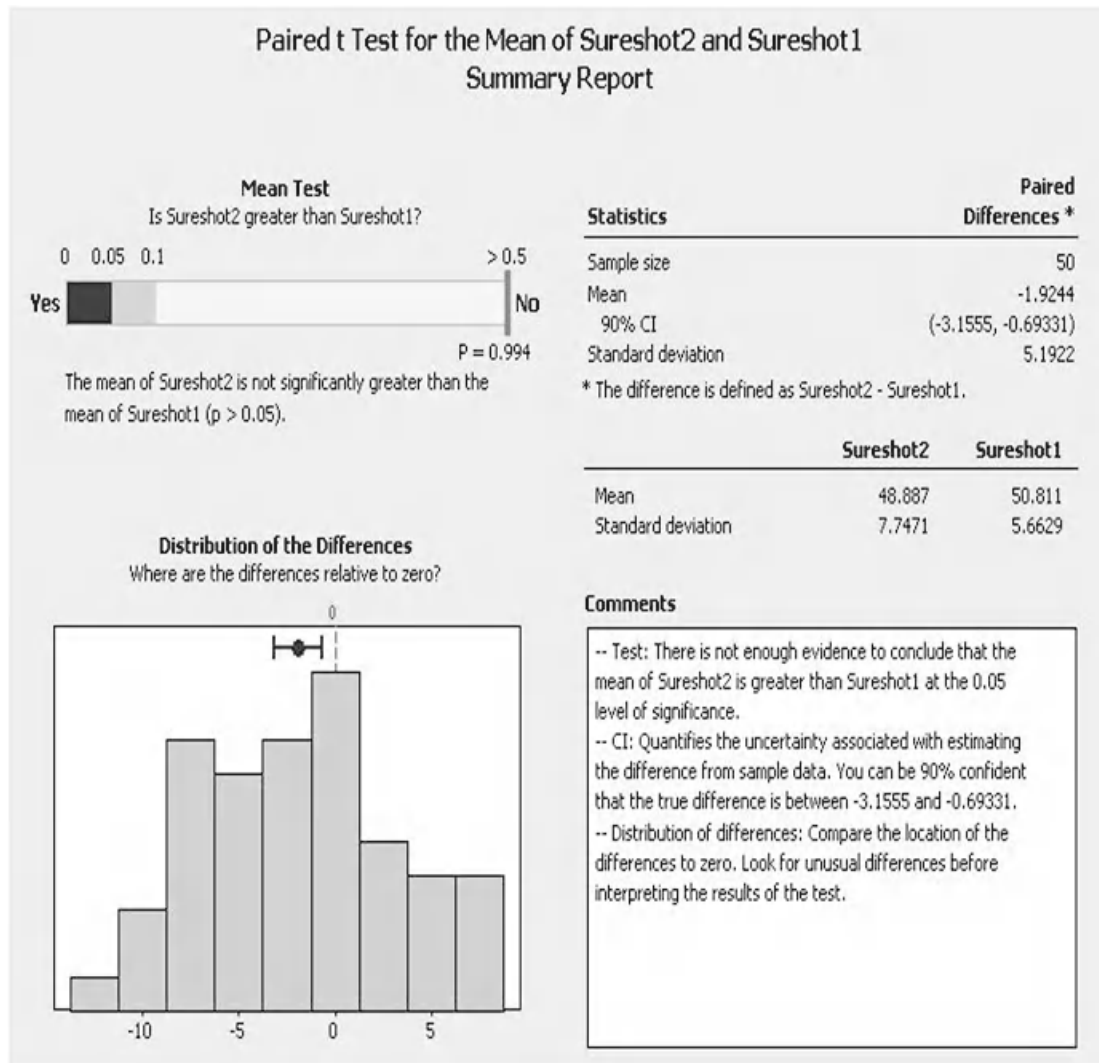 Paired t Test for the Mean of Sureshot2 and Sureshot1
Summary Report
Mean Test
Is Sureshot2 greater than Sureshot1?
0 0.05 0.1 > 0.5
Yes No
P = 0.994
The mean of Sureshot2 is not significantly greater than the
mean of Sureshot1 (p > 0.05).
Distribution of the Differences
Where are the differences relative to zero?
0
-10 -5 0 5
Statistics Paired Differences *
Sample size 50
Mean -1.9244
90% CI (-3.1555, -0.69331)
Standard deviation 5.1922
* The difference is defined as Sureshot2 - Sureshot1.
Sureshot2 Sureshot1
Mean 48.887 50.811
Standard deviation 7.7471 5.6629
Comments
-- Test: There is not enough evidence to conclude that the
mean of Sureshot2 is greater than Sureshot1 at the 0.05
level of significance.
-- CI: Quantifies the uncertainty associated with estimating
the difference from sample data. You can be 90% confident
that the true difference is between -3.1555 and -0.69331.
-- Distribution of differences: Compare the location of the
differences to zero. Look for unusual differences before
interpreting the results of the test.